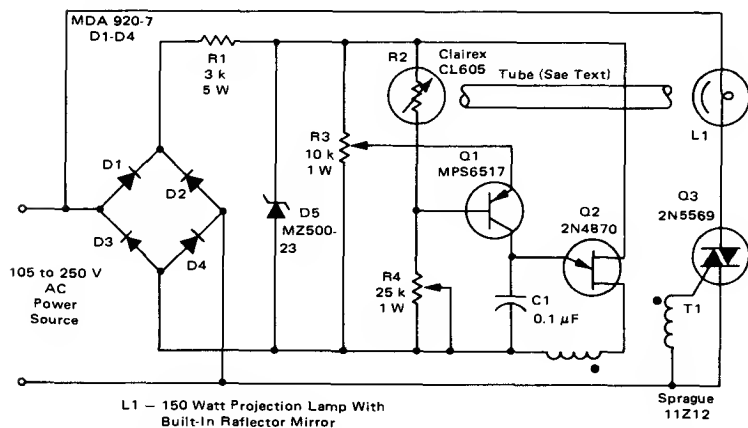 MDA 920-7
D1-D4
R1
3 k
5 W
R2
Clairex
CL605
Tube (Sae Text)
L1
D1
D2
D3
D4
R3
10 k
1 W
Q1
MPS6517
D5
MZ500-
23
Q2
2N4870
Q3
2N5569
105 to 250 V
AC
Power
Source
R4
25 k
1 W
C1
0.1 μF
T1
L1 – 150 Watt Projection Lamp With
Built-In Raflector Mirror
Sprague
11Z12